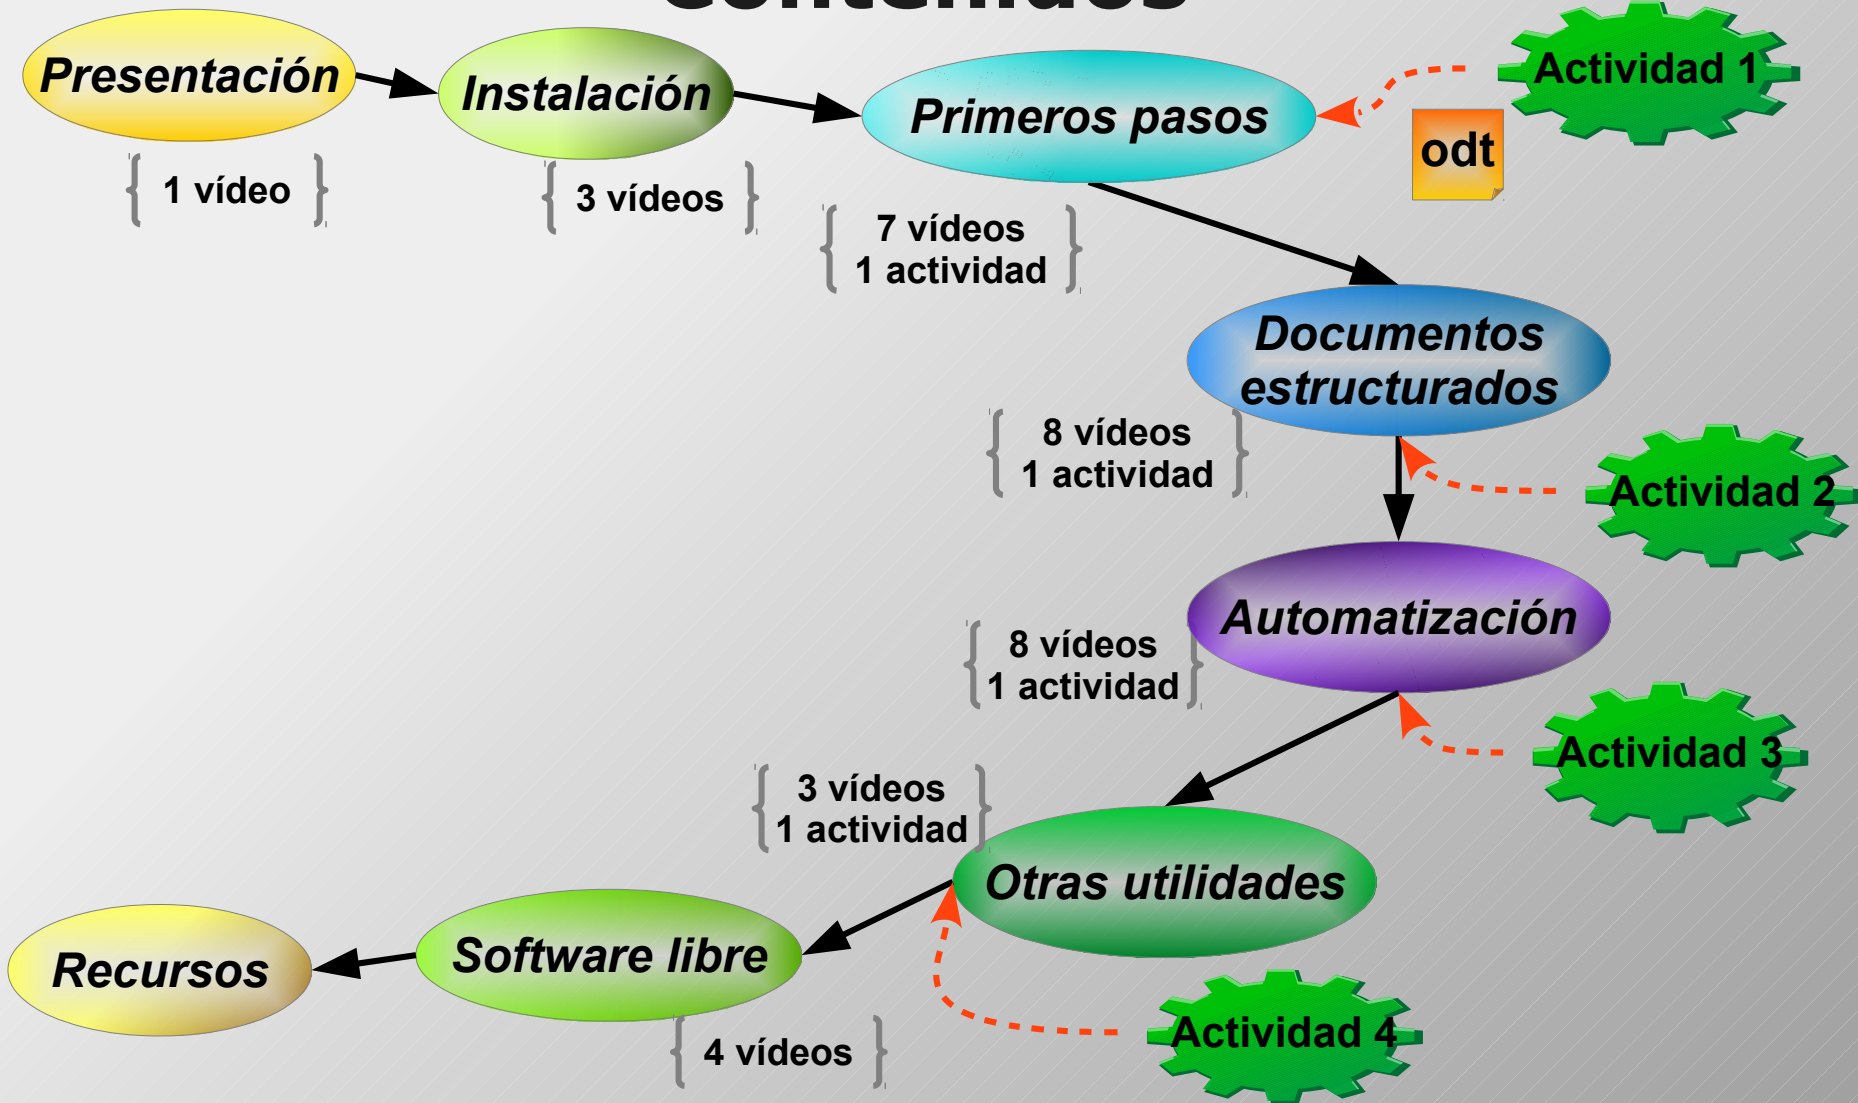 Contenidos
Presentación
1 vídeo
Instalación
3 vídeos
Primeros pasos
7 vídeos
1 actividad
Actividad 1
odt
Documentos
estructurados
8 vídeos
1 actividad
Actividad 2
Automatización
8 vídeos
1 actividad
Actividad 3
Otras utilidades
3 vídeos
1 actividad
Actividad 4
Software libre
4 vídeos
Recursos